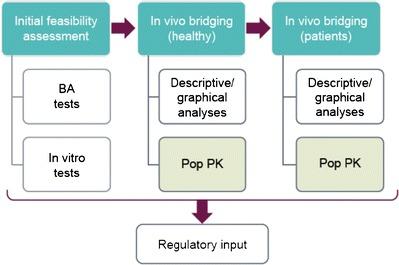 Initial feasibility
assessment
In vivo bridging
(healthy)
In vivo bridging
(patients)
BA
tests
Descriptive/
graphical
analyses
Descriptive/
graphical
analyses
In vitro
tests
Pop PK
Pop PK
Regulatory input